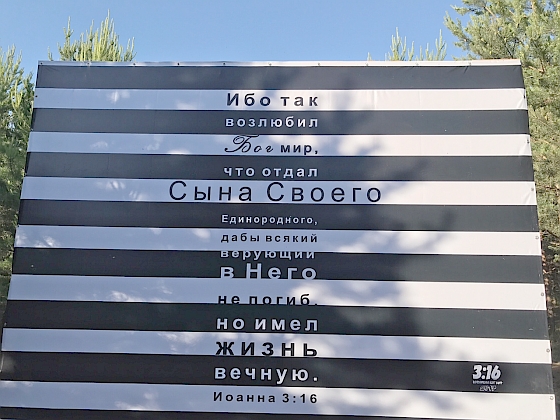 Ибо так
возлюбил
Бог мир,
что отдал
Сына Своего
Единородного,
дабы всякий
верующий
в Него
не погиб,
но имел
жизнь
вечную.
Иоанна 3:16
3:16